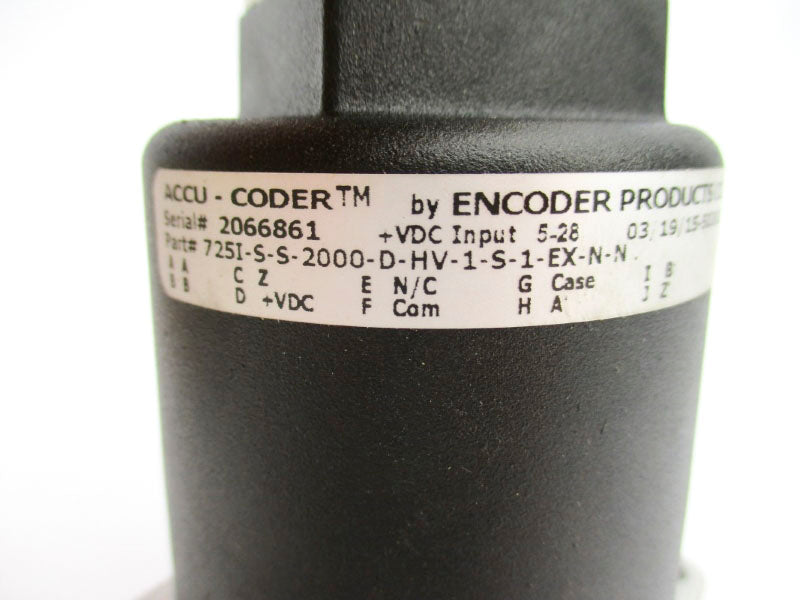 ACCU - CODER™ by ENCODER PRODUCTS
Serial# 2066861 +VDC Input 5-28 03/19/15
Part# 725I-S-S-2000-D-HV-1-S-1-EX-N-N
A A C Z E N/C G Case I B
B B D +VDC F Com H A J Z